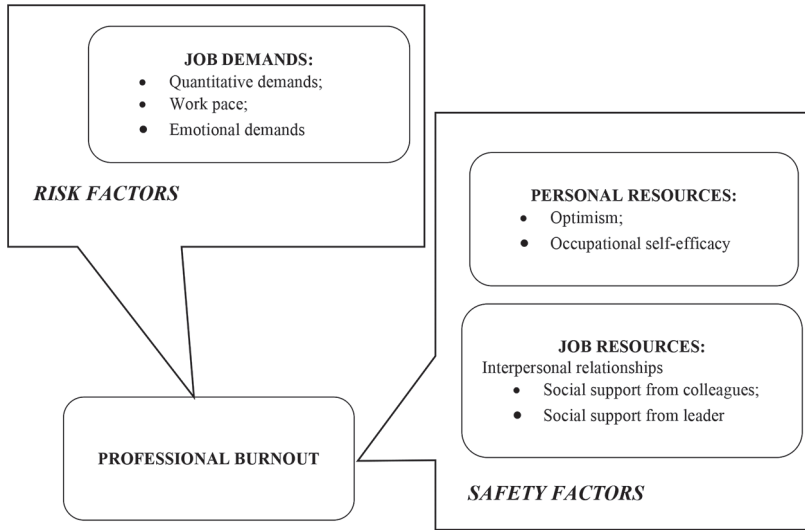 JOB DEMANDS:
• Quantitative demands;
• Work pace;
• Emotional demands
RISK FACTORS
PERSONAL RESOURCES:
• Optimism;
• Occupational self-efficacy
JOB RESOURCES:
Interpersonal relationships
• Social support from colleagues;
• Social support from leader
PROFESSIONAL BURNOUT
SAFETY FACTORS